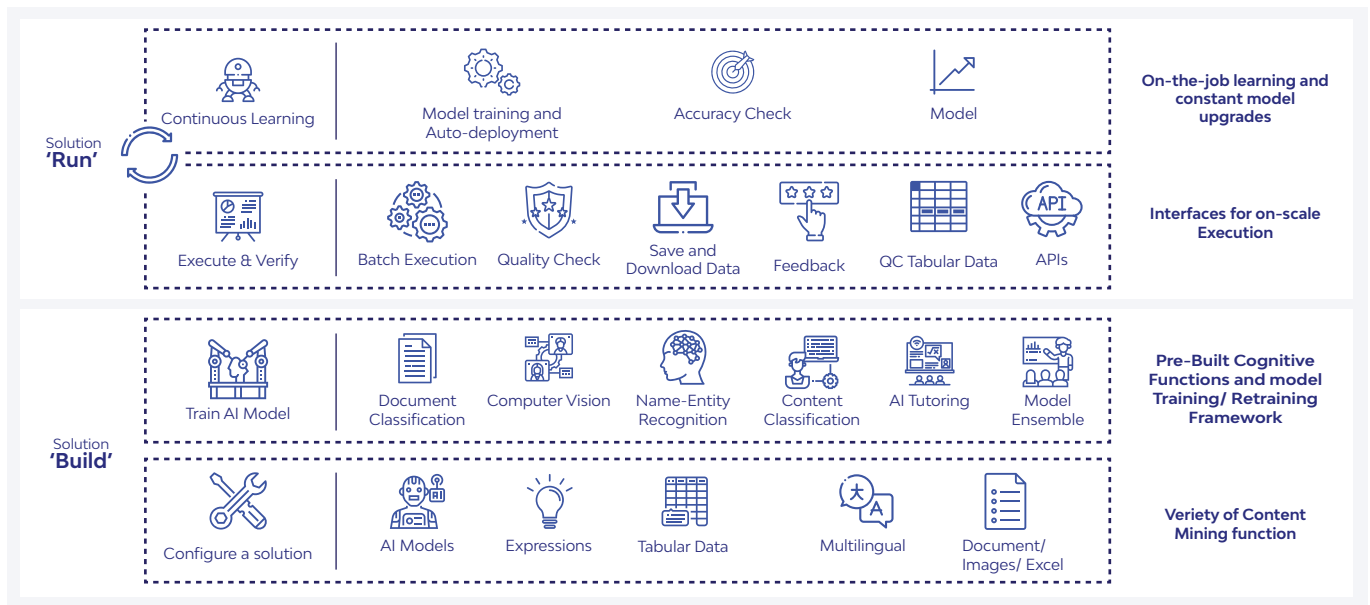 Solution
'Run'
Continuous Learning
Model training and
Auto-deployment
Accuracy Check
Model
On-the-job learning and
constant model
upgrades
Execute & Verify
Batch Execution
Quality Check
Save and
Download Data
Feedback
QC Tabular Data
API
APIs
Interfaces for on-scale
Execution
Solution
'Build'
Train AI Model
Document
Classification
Computer Vision
Name-Entity
Recognition
Content
Classification
AI Tutoring
Model
Ensemble
Pre-Built Cognitive
Functions and model
Training/ Retraining
Framework
Configure a solution
AI
AI Models
Expressions
Tabular Data
大
A
Multilingual
Document/
Images/ Excel
Veriety of Content
Mining function